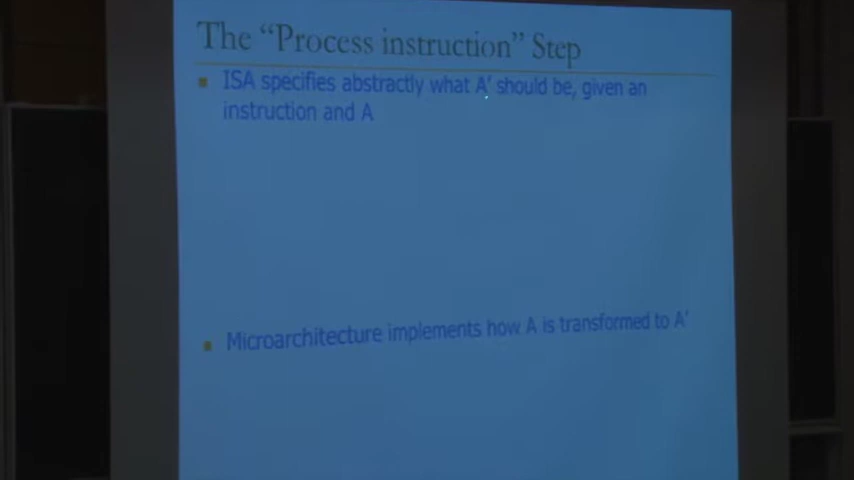 The “Process instruction” Step
ISA specifies abstractly what A’ should be, given an
instruction and A
Microarchitecture implements how A is transformed to A’